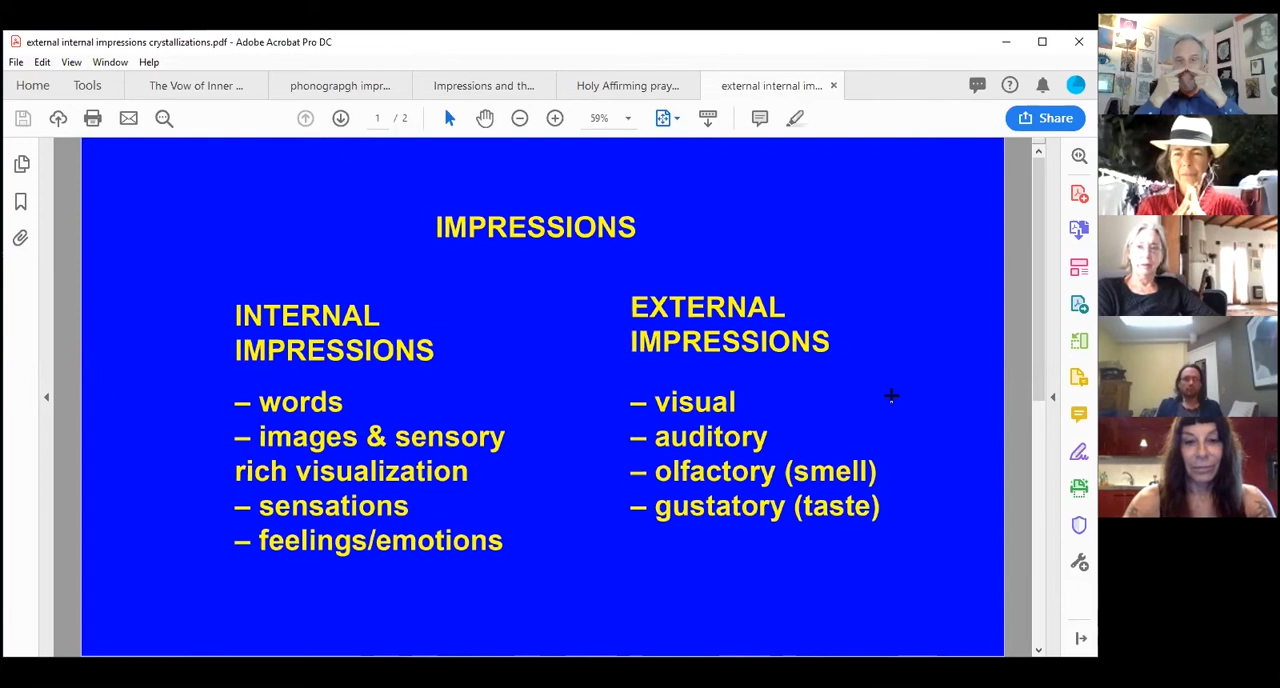 external internal impressions crystallizations.pdf - Adobe Acrobat Pro DC
File Edit View Window Help
Home Tools The Vow of Inner ... phonograpgh impr... Impressions and th... Holy Affirming pray... external internal im...
1 / 2 59% Share
IMPRESSIONS
INTERNAL
IMPRESSIONS
– words
– images & sensory
rich visualization
– sensations
– feelings/emotions
EXTERNAL
IMPRESSIONS
– visual
– auditory
– olfactory (smell)
– gustatory (taste)